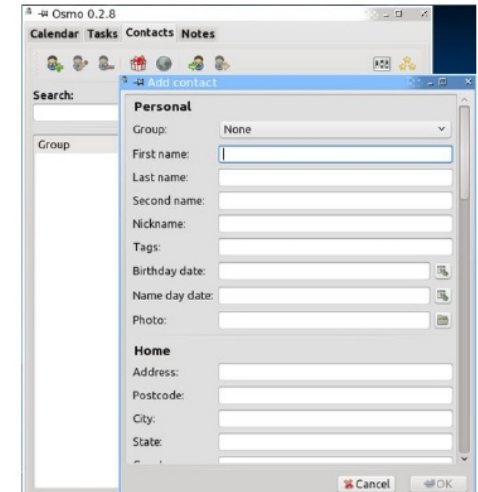 Osmo 0.2.8
Calendar Tasks Contacts Notes
Add contact
Search:
Group
Personal
Group: None
First name:
Last name:
Second name:
Nickname:
Tags:
Birthday date:
Name day date:
Photo:
Home
Address:
Postcode:
City:
State:
Cancel OK